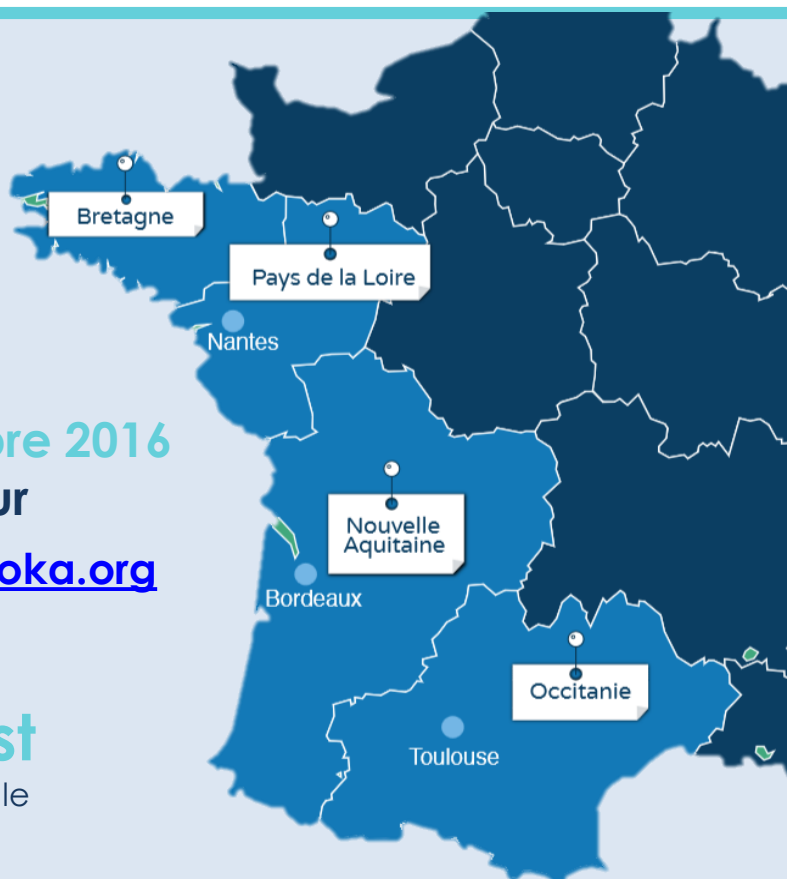 Bretagne
Pays de la Loire
Nantes
bre 2016
ur
Nouvelle
Aquitaine
oka.org
Bordeaux
Occitanie
st
Toulouse
le